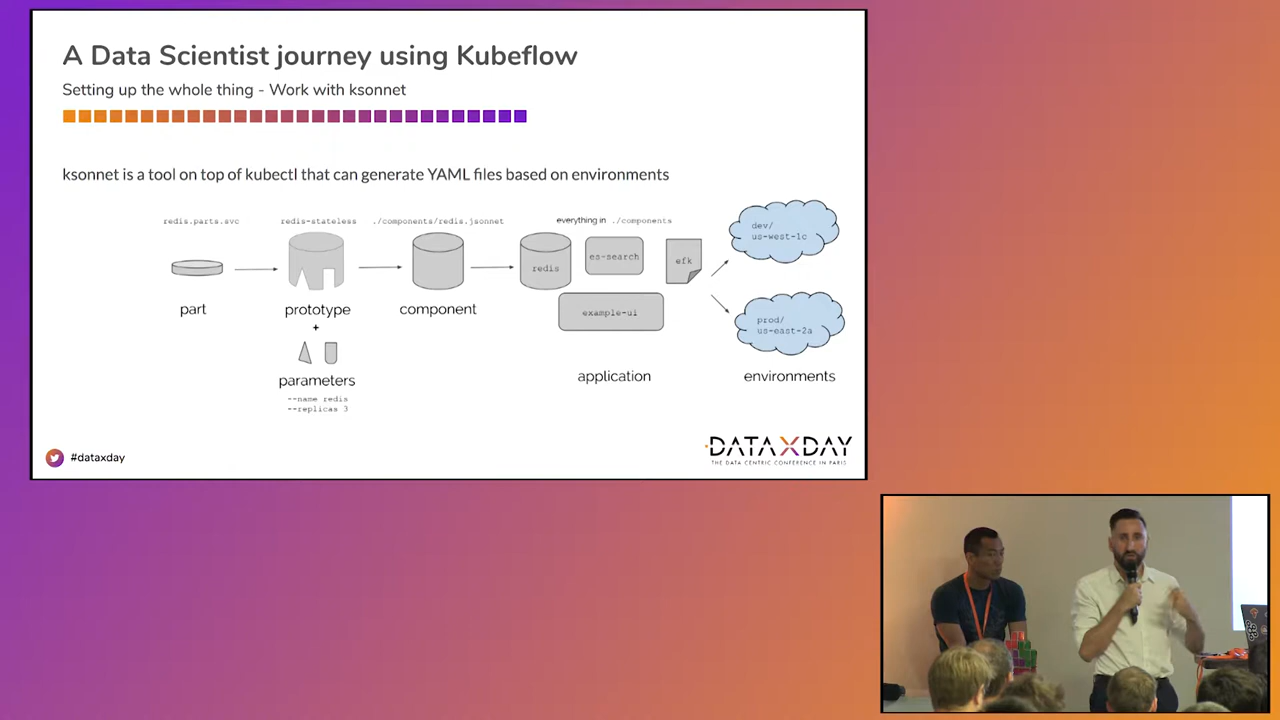 A Data Scientist journey using Kubeflow
Setting up the whole thing - Work with ksonnet
ksonnet is a tool on top of kubectl that can generate YAML files based on environments
redis.parts.svc
redis-stateless
./components/redis.jsonnet
everything in ./components
dev/
us-west-1c
redis
es-search
efk
part
prototype
component
example-ui
prod/
us-east-2a
+
parameters
application
environments
--name redis
--replicas 3
#dataxday
DATAXDAY
THE DATA CENTRIC CONFERENCE IN PARIS